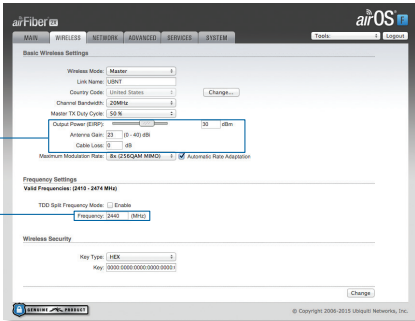 airFiber 2X
airOS® F
MAIN WIRELESS NETWORK ADVANCED SERVICES SYSTEM Tools: Logout
Basic Wireless Settings
Wireless Mode: Master
Link Name: UBNT
Country Code: United States Change...
Channel Bandwidth: 20MHz
Master TX Duty Cycle: 50 %
Output Power (EIRP): 30 dBm
Antenna Gain: 23 (0 - 40) dBi
Cable Loss: 0 dB
Maximum Modulation Rate: 8x (256QAM MIMO) Automatic Rate Adaptation
Frequency Settings
Valid Frequencies: (2410 - 2474 MHz)
TDD Split Frequency Mode: Enable
Frequency: 2440 (MHz)
Wireless Security
Key Type: HEX
Key: 0000:0000:0000:0000:0000:
Change
GENUINE PRODUCT
© Copyright 2006-2015 Ubiquiti Networks, Inc.